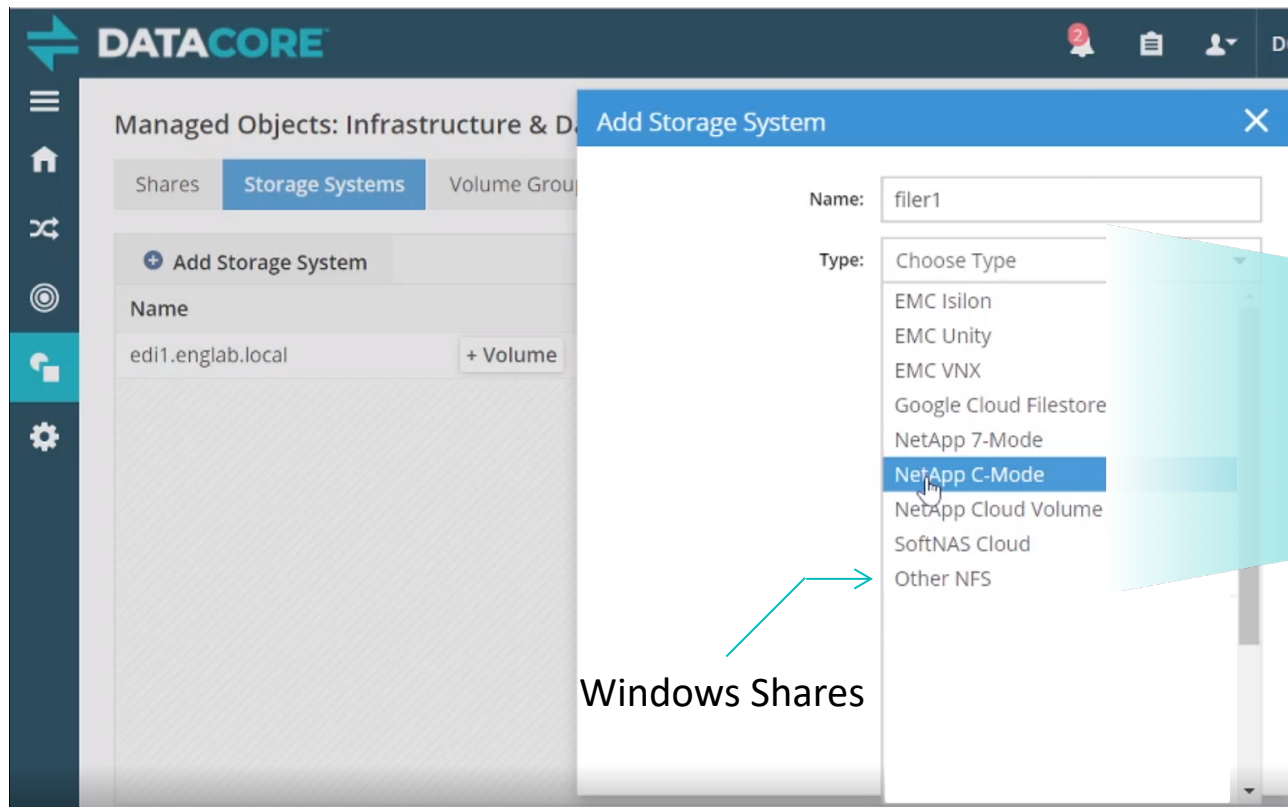 DATACORE
2
D
Managed Objects: Infrastructure & D
Add Storage System
Shares
Storage Systems
Volume Grou
Name:
filer1
Type:
Choose Type
Add Storage System
Name
edi1.englab.local
+ Volume
EMC Isilon
EMC Unity
EMC VNX
Google Cloud Filestore
NetApp 7-Mode
NetApp C-Mode
NetApp Cloud Volume
SoftNAS Cloud
Other NFS
Windows Shares